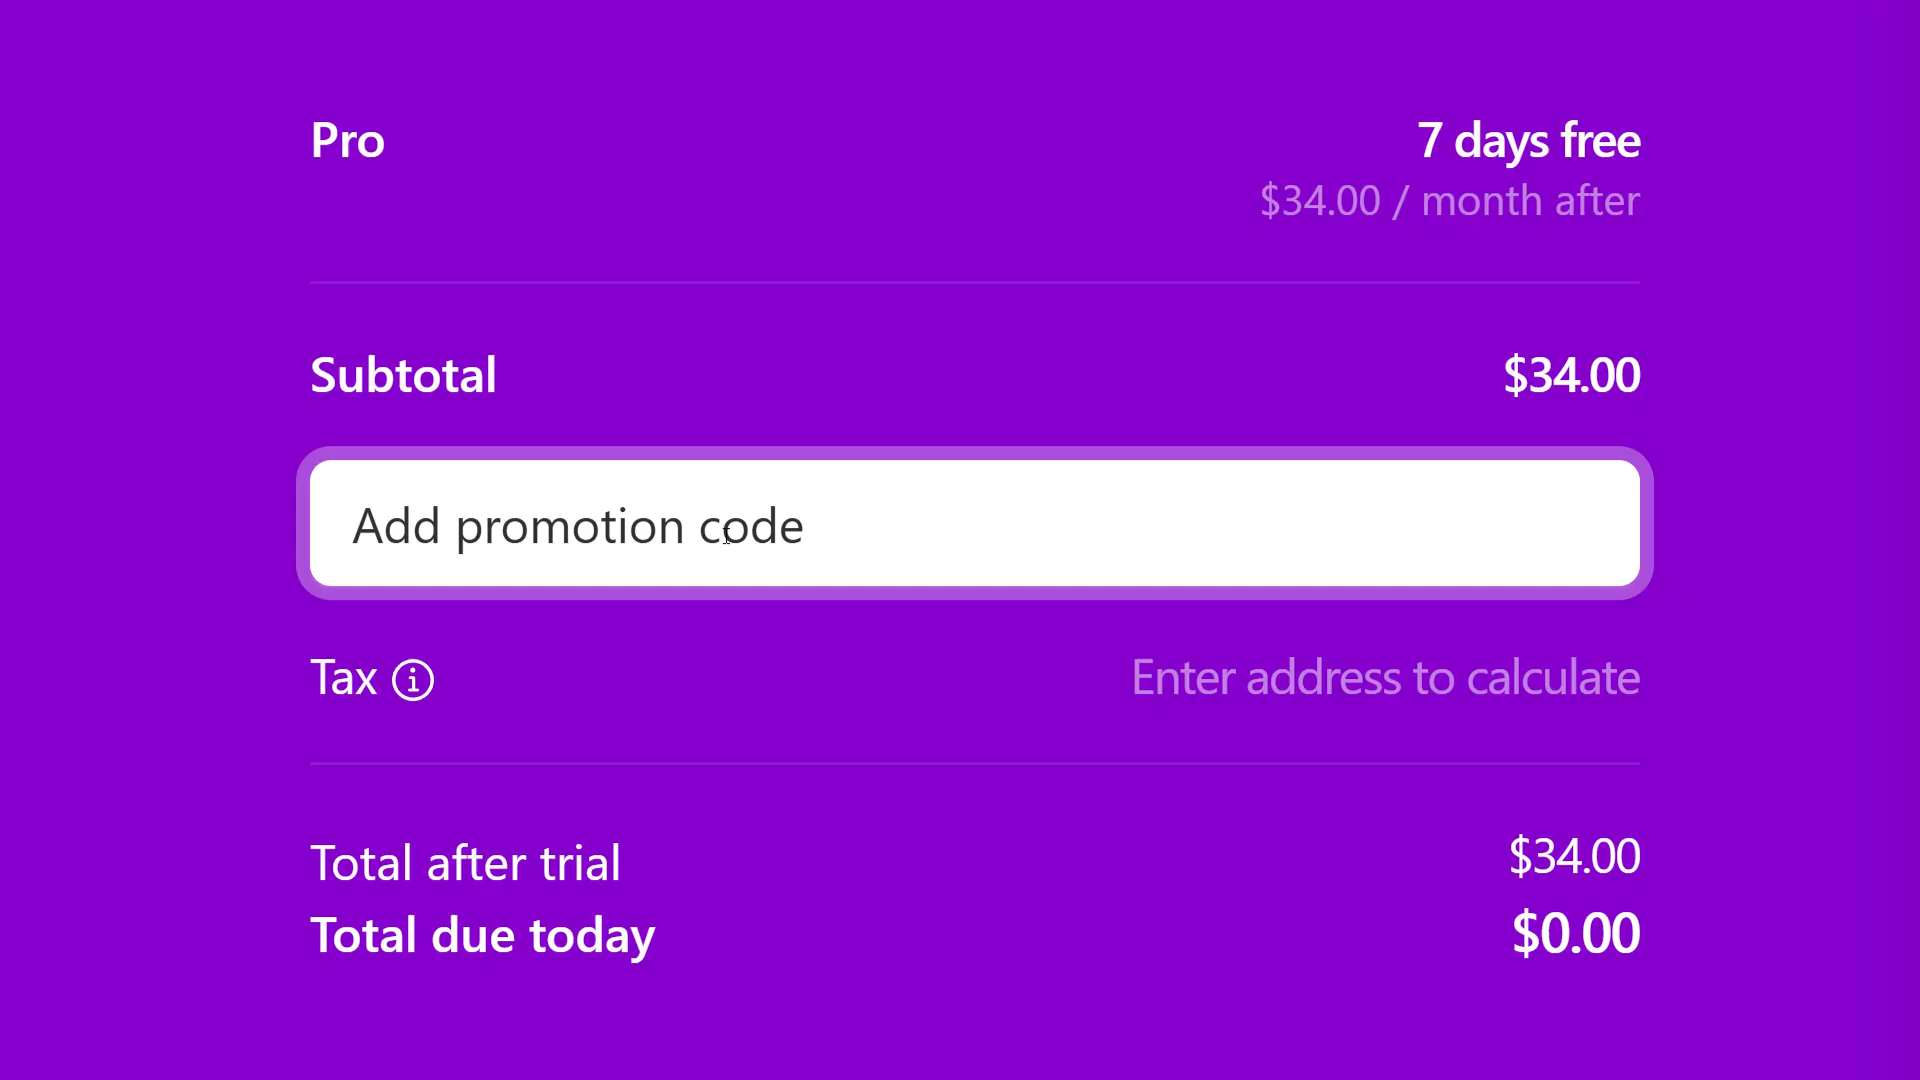 Pro
7 days free
$34.00 / month after
Subtotal
$34.00
Add promotion code
Tax
Enter address to calculate
Total after trial
$34.00
Total due today
$0.00